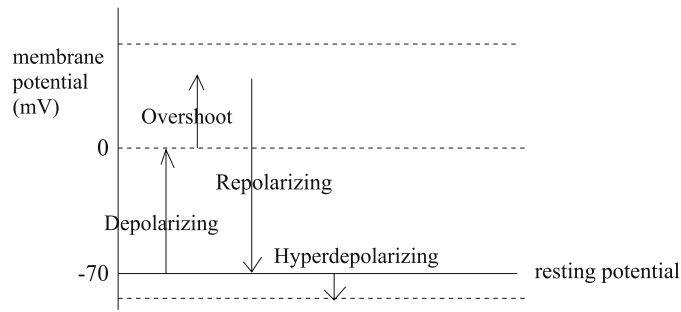 membrane
potential
(mV)
Overshoot
0
Repolarizing
Depolarizing
Hyperdepolarizing
-70
resting potential